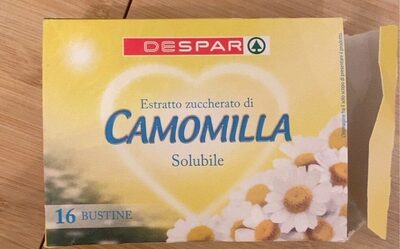 DESPAR
Estratto zuccherato di
CAMOMILLA
Solubile
16 BUSTINE